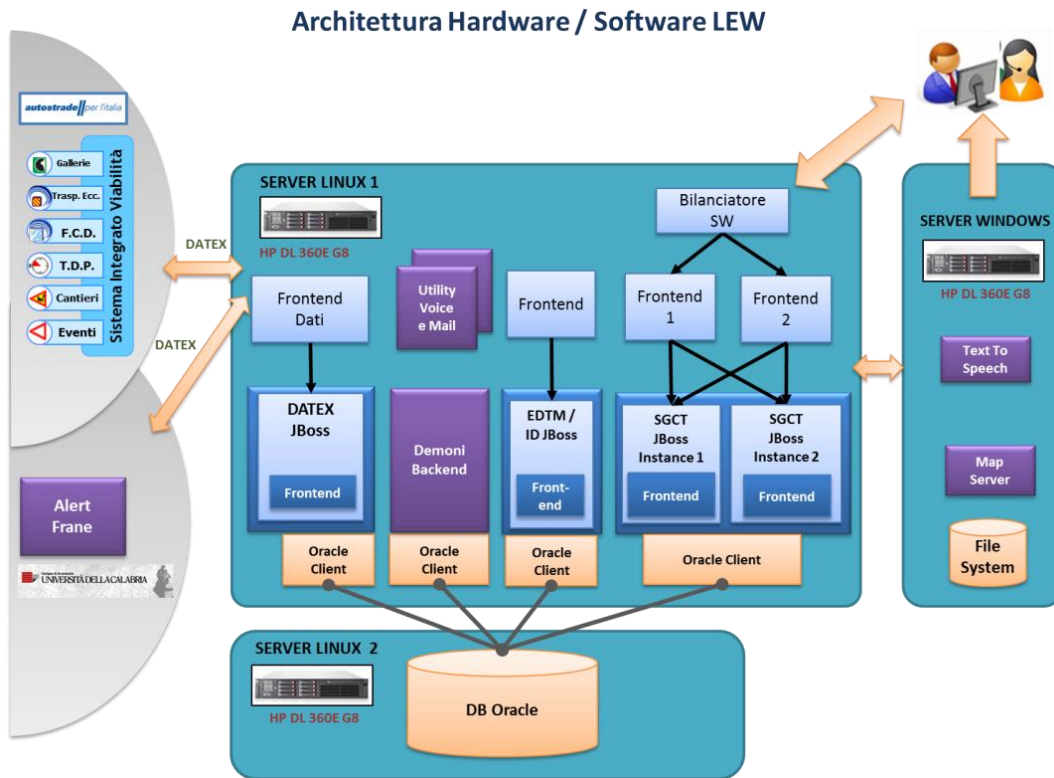 Architettura Hardware / Software LEW
autostrade//per l'italia
Gallerie
Trasp. Ecc.
F.C.D.
T.D.P.
Cantieri
Eventi
Sistema Integrato Viabilità
DATEX
DATEX
Alert
Frane
UNIVERSITÀ DELLA CALABRIA
SERVER LINUX 1
HP DL 360E G8
Bilanciatore
SW
Frontend
Dati
Utility
Voice
e Mail
Frontend
Frontend
1
Frontend
2
DATEX
JBoss
Frontend
Demoni
Backend
EDTM /
ID JBoss
Front-
end
SGCT
JBoss
Instance 1
Frontend
SGCT
JBoss
Instance 2
Frontend
Oracle
Client
Oracle
Client
Oracle
Client
Oracle Client
SERVER WINDOWS
HP DL 360E G8
Text To
Speech
Map
Server
File
System
SERVER LINUX 2
HP DL 360E G8
DB Oracle